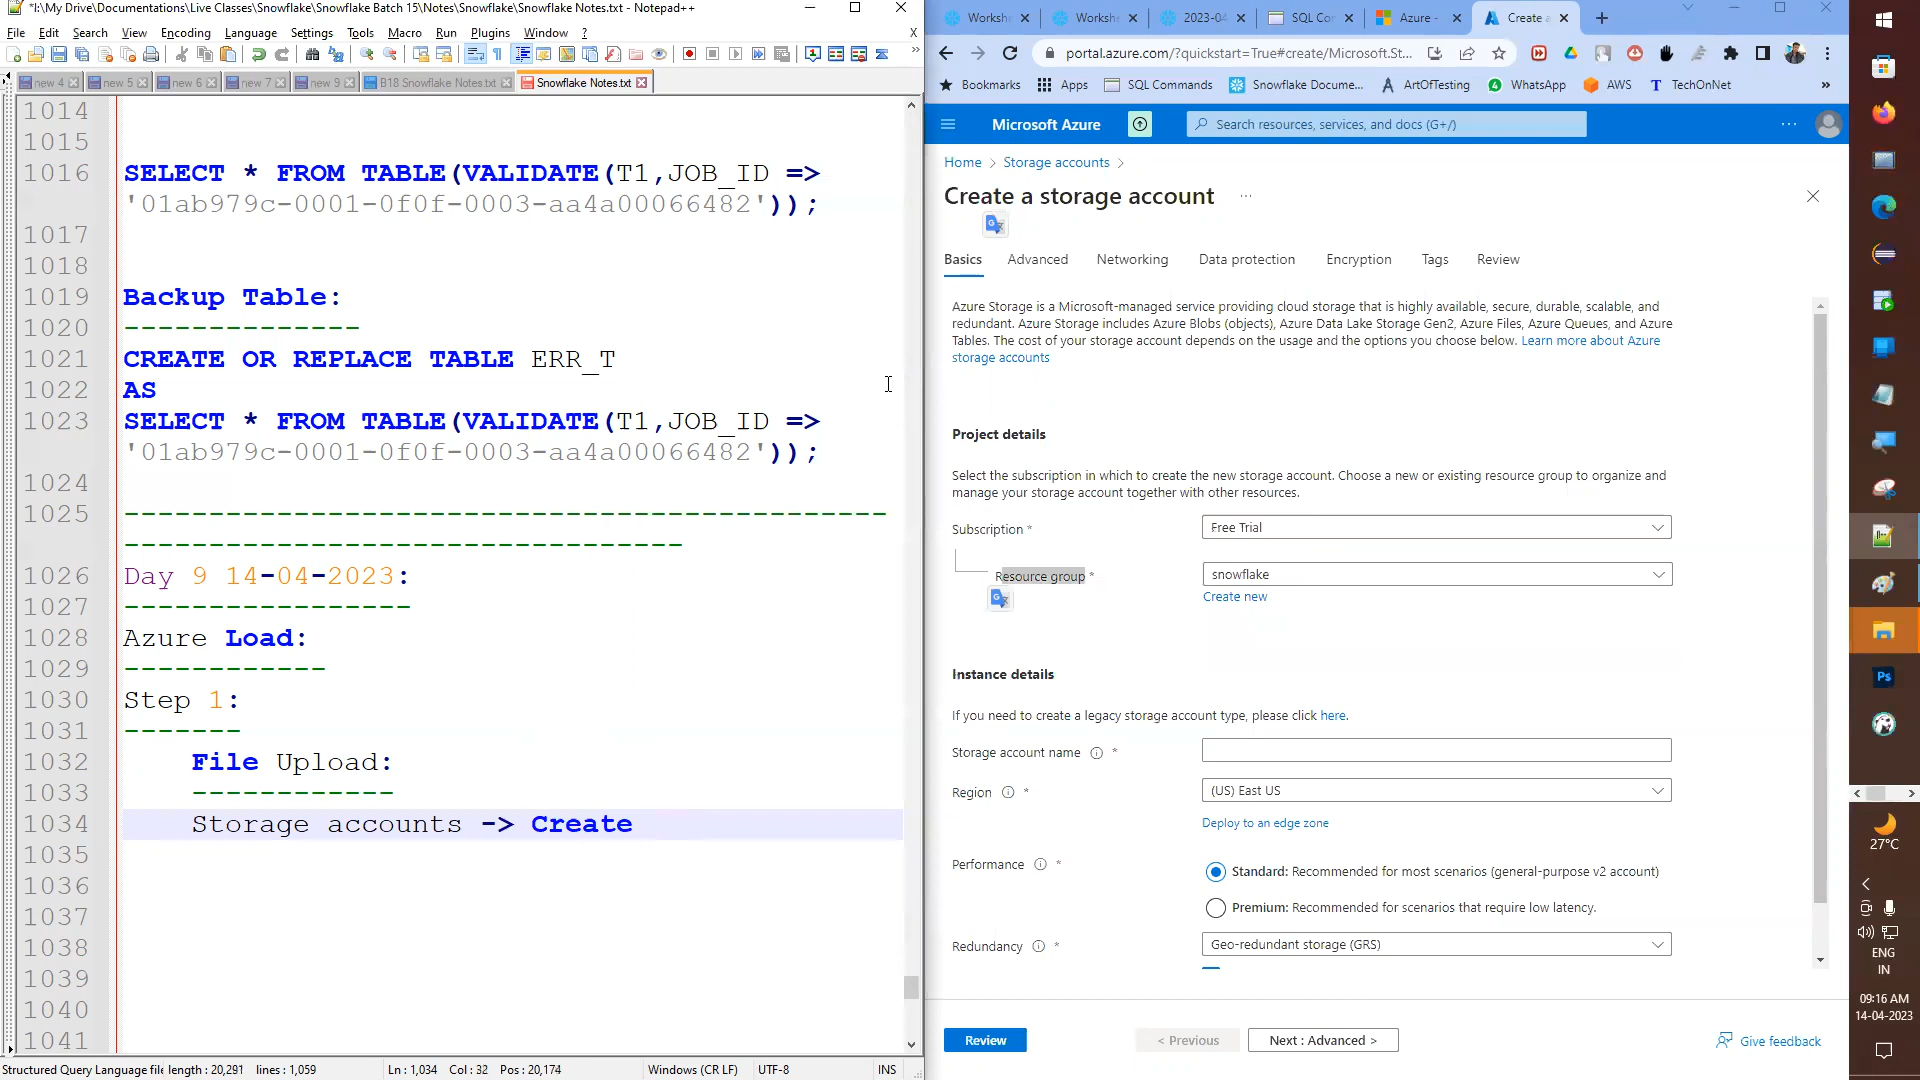 *I:\My Drive\Documentations\Live Classes\Snowflake\Snowflake Batch 15\Notes\Snowflake\Snowflake Notes.txt - Notepad++
File Edit Search View Encoding Language Settings Tools Macro Run Plugins Window ? X
new 4 new 5 new 6 new 7 new 9 B18 Snowflake Notes.txt Snowflake Notes.txt
1014
1015
1016 SELECT * FROM TABLE(VALIDATE(T1,JOB_ID =>
'01ab979c-0001-0f0f-0003-aa4a00066482'));
1017
1018
1019 Backup Table:
1020 --------------
1021 CREATE OR REPLACE TABLE ERR_T
1022 AS
1023 SELECT * FROM TABLE(VALIDATE(T1,JOB_ID =>
'01ab979c-0001-0f0f-0003-aa4a00066482'));
1024
1025 ---------------------------------------------
---------------------------------
1026 Day 9 14-04-2023:
1027 -----------------
1028 Azure Load:
1029 ------------
1030 Step 1:
1031 -------
1032 File Upload:
1033 ------------
1034 Storage accounts -> Create
1035
1036
1037
1038
1039
1040
1041
Structured Query Language file length : 20,291 lines : 1,059 Ln : 1,034 Col : 32 Pos : 20,174 Windows (CR LF) UTF-8 INS
Worksh Worksh 2023-04 SQL Co Azure - Create a
portal.azure.com/?quickstart=True#create/Microsoft.St...
Bookmarks Apps SQL Commands Snowflake Docume... ArtOfTesting WhatsApp AWS TechOnNet »
Microsoft Azure Search resources, services, and docs (G+/) ...
Home > Storage accounts >
Create a storage account ...
Basics Advanced Networking Data protection Encryption Tags Review
Azure Storage is a Microsoft-managed service providing cloud storage that is highly available, secure, durable, scalable, and
redundant. Azure Storage includes Azure Blobs (objects), Azure Data Lake Storage Gen2, Azure Files, Azure Queues, and Azure
Tables. The cost of your storage account depends on the usage and the options you choose below. Learn more about Azure
storage accounts
Project details
Select the subscription in which to create the new storage account. Choose a new or existing resource group to organize and
manage your storage account together with other resources.
Subscription * Free Trial
Resource group * snowflake
Create new
Instance details
If you need to create a legacy storage account type, please click here.
Storage account name *
Region * (US) East US
Deploy to an edge zone
Performance * Standard: Recommended for most scenarios (general-purpose v2 account)
Premium: Recommended for scenarios that require low latency.
Redundancy * Geo-redundant storage (GRS)
Review < Previous Next : Advanced > Give feedback
Ps
27°C
ENG
IN
09:16 AM
14-04-2023